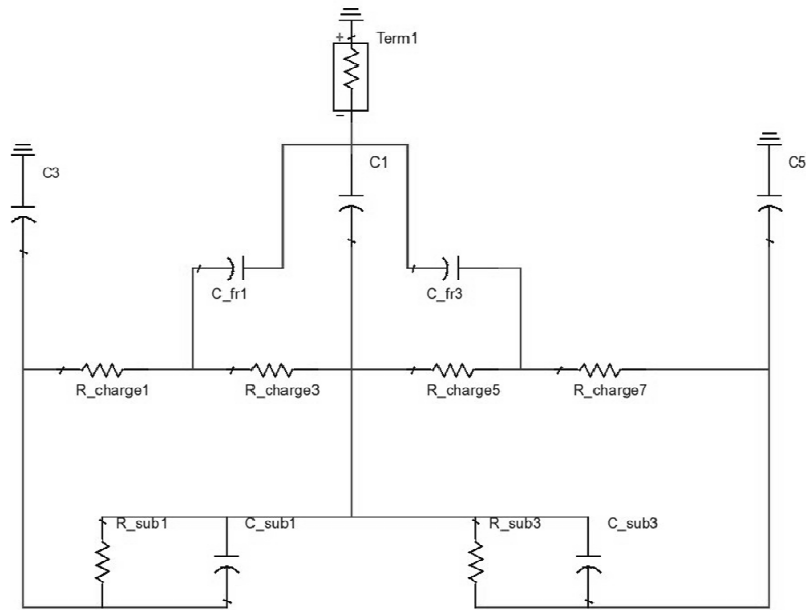 + Term1
−
C3
C1
C5
C_fr1
C_fr3
R_charge1
R_charge3
R_charge5
R_charge7
R_sub1
C_sub1
R_sub3
C_sub3